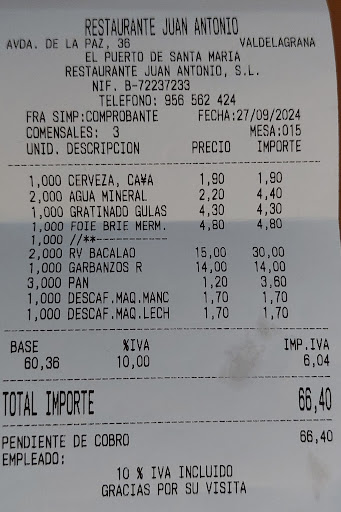 RESTAURANTE JUAN ANTONIO
AVDA. DE LA PAZ, 36 VALDELAGRANA
EL PUERTO DE SANTA MARIA
RESTAURANTE JUAN ANTONIO, S.L.
NIF. B-72237233
TELEFONO: 956 562 424
FRA SIMP:COMPROBANTE FECHA:27/09/2024
COMENSALES: 3 MESA:015
UNID. DESCRIPCION PRECIO IMPORTE
1,000 CERVEZA, CA¥A 1,90 1,90
2,000 AGUA MINERAL 2,20 4,40
1,000 GRATINADO GULAS 4,30 4,30
1,000 FOIE BRIE MERM. 4,80 4,80
1,000 //**----------
2,000 RV BACALAO 15,00 30,00
1,000 GARBANZOS R 14,00 14,00
3,000 PAN 1,20 3,60
1,000 DESCAF.MAQ.MANC 1,70 1,70
1,000 DESCAF.MAQ.LECH 1,70 1,70
BASE %IVA IMP.IVA
60,36 10,00 6,04
TOTAL IMPORTE 66,40
PENDIENTE DE COBRO 66,40
EMPLEADO:
10 % IVA INCLUIDO
GRACIAS POR SU VISITA